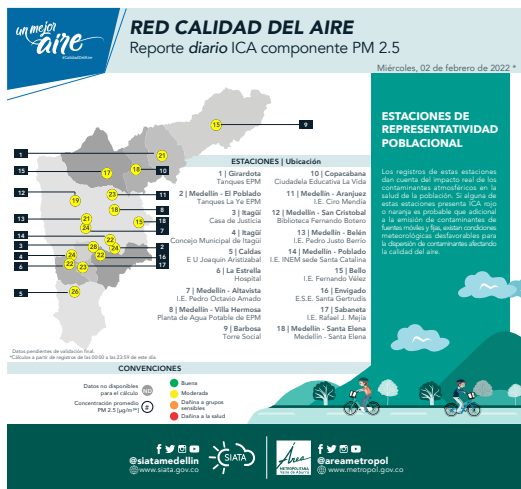 un mejor
aire
#CalidadDelAire
RED CALIDAD DEL AIRE
Reporte diario ICA componente PM 2.5
Miércoles, 02 de febrero de 2022 *
1
15
12
13
14
3
4
6
5
9
10
11
8
18
7
2
16
17
15
21
17
18
19
23
18
21
24
15
22
28
24
24
22
22
23
26
ESTACIONES | Ubicación
1 | Girardota
Tanques EPM
2 | Medellín - El Poblado
Tanques La Ye EPM
3 | Itagüí
Casa de Justicia
4 | Itagüí
Concejo Municipal de Itagüí
5 | Caldas
E U Joaquín Aristizabal
6 | La Estrella
Hospital
7 | Medellín - Altavista
I.E. Pedro Octavio Amado
8 | Medellín - Villa Hermosa
Planta de Agua Potable de EPM
9 | Barbosa
Torre Social
10 | Copacabana
Ciudadela Educativa La Vida
11 | Medellín - Aranjuez
I.E. Ciro Mendía
12 | Medellín - San Cristobal
Biblioteca Fernando Botero
13 | Medellín - Belén
I.E. Pedro Justo Berrío
14 | Medellín - Poblado
I.E. INEM sede Santa Catalina
15 | Bello
I.E. Fernando Vélez
16 | Envigado
E.S.E. Santa Gertrudis
17 | Sabaneta
I.E. Rafael J. Mejía
18 | Medellín - Santa Elena
Medellín - Santa Elena
ESTACIONES DE
REPRESENTATIVIDAD
POBLACIONAL
Los registros de estas estaciones
dan cuenta del impacto real de los
contaminantes atmosféricos en la
salud de la población. Si alguna de
estas estaciones presenta ICA rojo
o naranja es probable que adicional
a la emisión de contaminantes de
fuentes móviles y fijas, existan condiciones
meteorológicas desfavorables para
la dispersión de contaminantes afectando
la calidad del aire.
Datos pendientes de validación final.
*Cálculos a partir de registros de las 00:00 a las 23:59 de este día.
CONVENCIONES
Datos no disponibles
para el cálculo
ND
Concentración promedio
PM 2.5 [µg/m³]
#
Buena
Moderada
Dañina a grupos
sensibles
Dañina a la salud
@siatamedellin
www.siata.gov.co
SIATA
Área
METROPOLITANA
Valle de Aburrá
@areametropol
www.metropol.gov.co